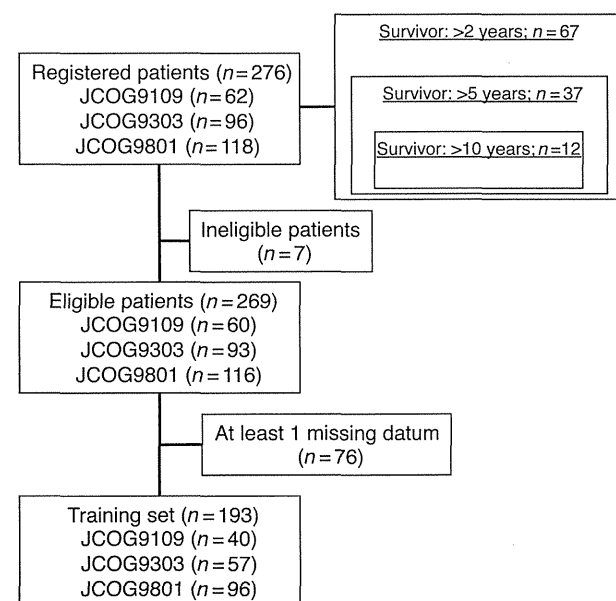 Survivor: >2 years; n=67
Registered patients (n=276)
JCOG9109 (n=62)
JCOG9303 (n=96)
JCOG9801 (n=118)
Survivor: >5 years; n=37
Survivor: >10 years; n=12
Ineligible patients
(n=7)
Eligible patients (n=269)
JCOG9109 (n=60)
JCOG9303 (n=93)
JCOG9801 (n=116)
At least 1 missing datum
(n=76)
Training set (n=193)
JCOG9109 (n=40)
JCOG9303 (n=57)
JCOG9801 (n=96)